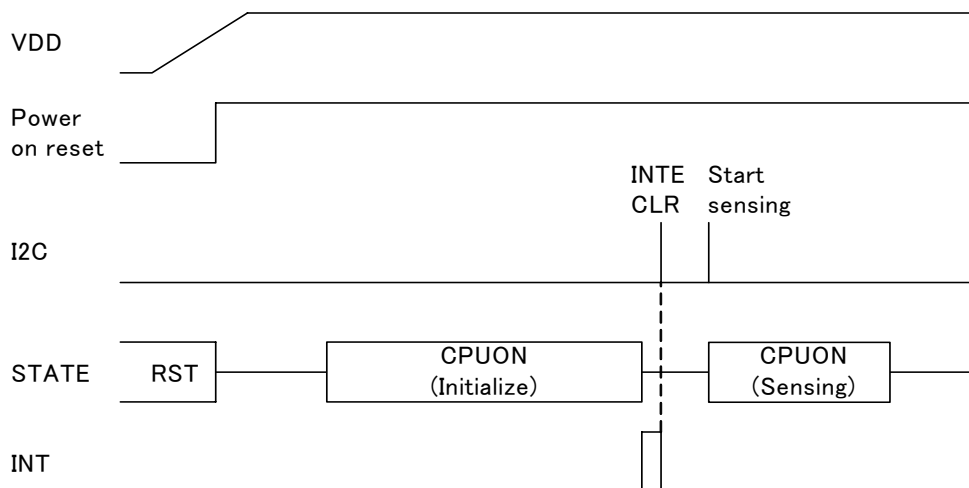 VDD
Power
on reset
INTE
CLR
Start
sensing
I2C
STATE
RST
CPUON
(Initialize)
CPUON
(Sensing)
INT